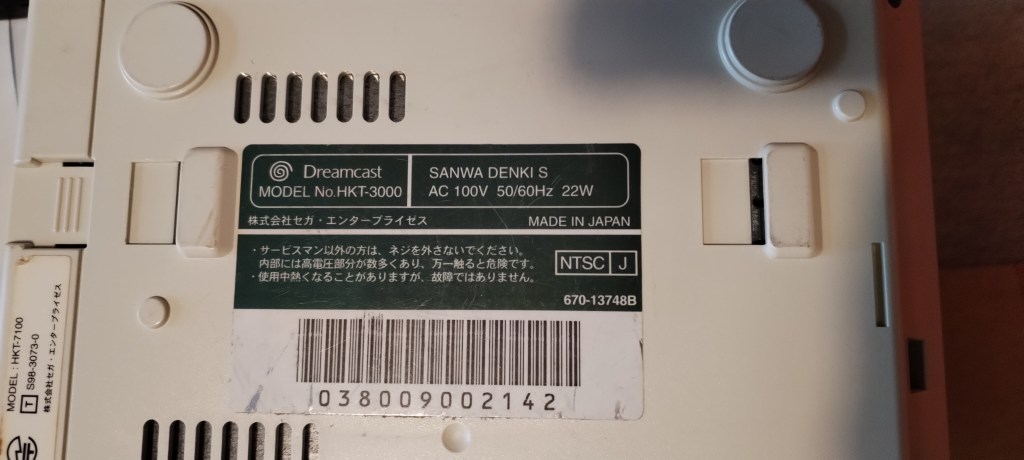 Dreamcast
MODEL No.HKT-3000
SANWA DENKI S
AC 100V 50/60Hz 22W
株式会社セガ・エンタープライゼス
MADE IN JAPAN
・サービスマン以外の方は、ネジを外さないでください。
内部には高電圧部分が数多くあり、万一触ると危険です。
・使用中熱くなることがありますが、故障ではありません。
NTSC J
670-13748B
038009002142
MODEL : HKT-7100
T S98-3073-0
株式会社セガ・エンタープライゼス